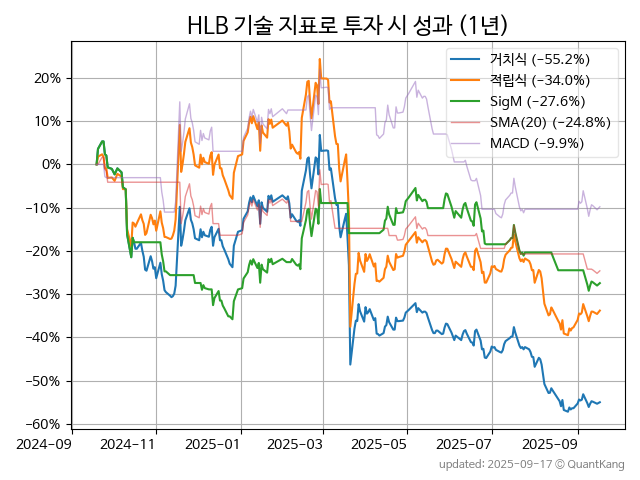 HLB 기술 지표로 투자 시 성과 (1년)
거치식 (−55.2%)
적립식 (−34.0%)
SigM (−27.6%)
SMA(20) (−24.8%)
MACD (−9.9%)
20%
10%
0%
−10%
−20%
−30%
−40%
−50%
−60%
2024-09 2024-11 2025-01 2025-03 2025-05 2025-07 2025-09
updated: 2025-09-17 ⓒ QuantKang